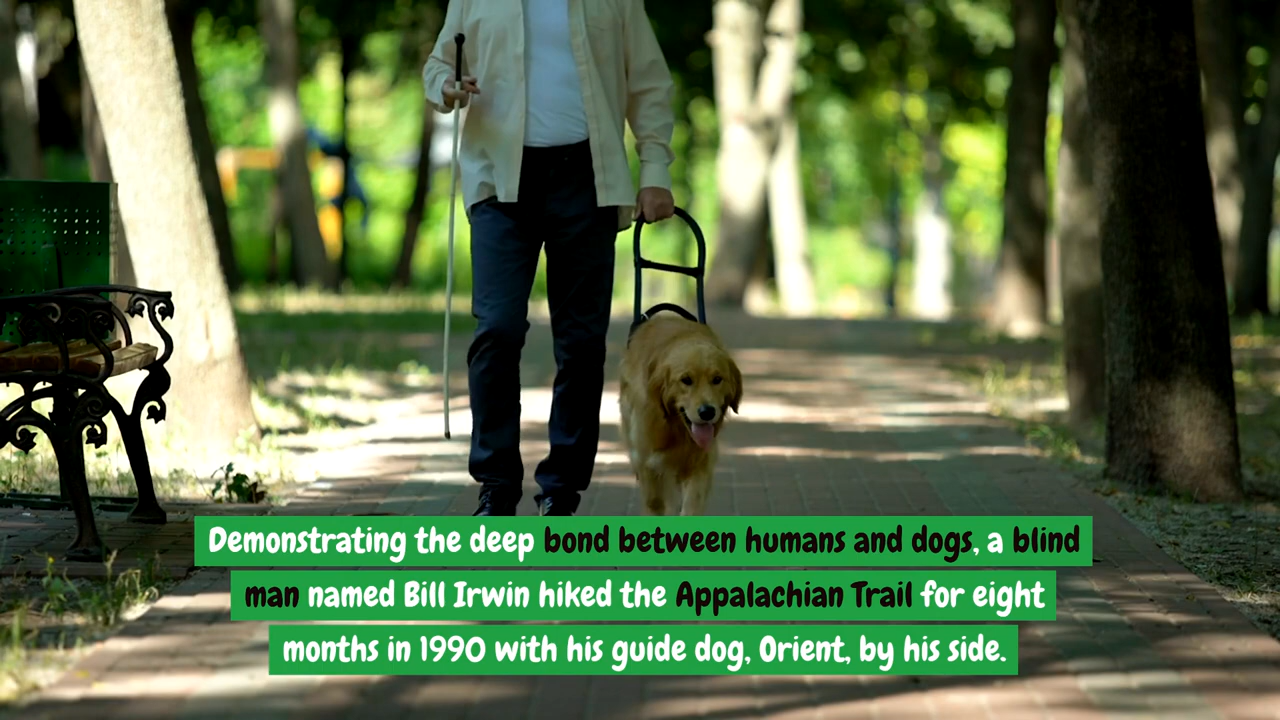 Demonstrating the deep bond between humans and dogs, a blind
man named Bill Irwin hiked the Appalachian Trail for eight
months in 1990 with his guide dog, Orient, by his side.